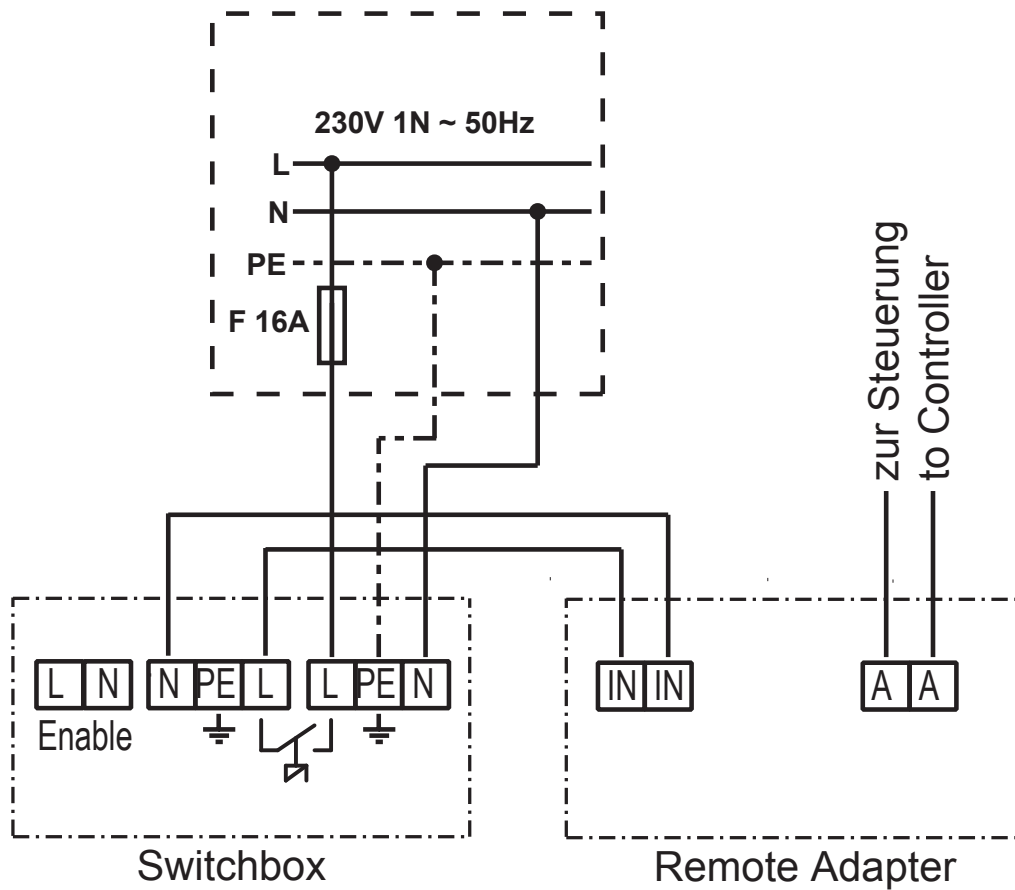 230V 1N ~ 50Hz
L
N
PE
F 16A
zur Steuerung
to Controller
L N N PE L L PE N
IN IN
A A
Enable
Switchbox
Remote Adapter